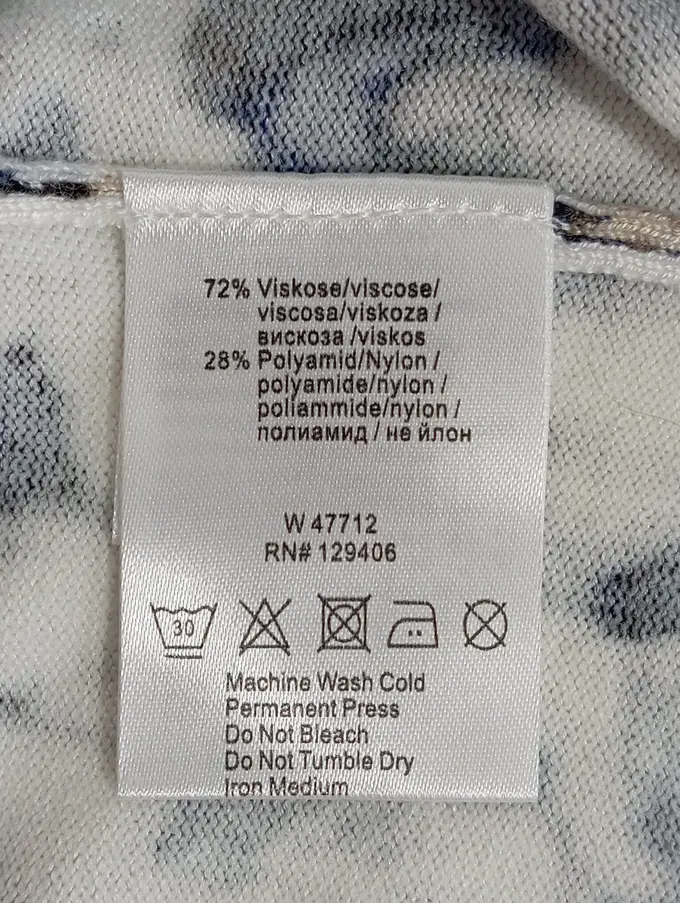 72% Viskose/viscose/
viscosa/viskoza /
вискоза /viskos
28% Polyamid/Nylon /
polyamide/nylon /
poliammide/nylon /
полиамид / не йлон
W 47712
RN# 129406
30
Machine Wash Cold
Permanent Press
Do Not Bleach
Do Not Tumble Dry
Iron Medium